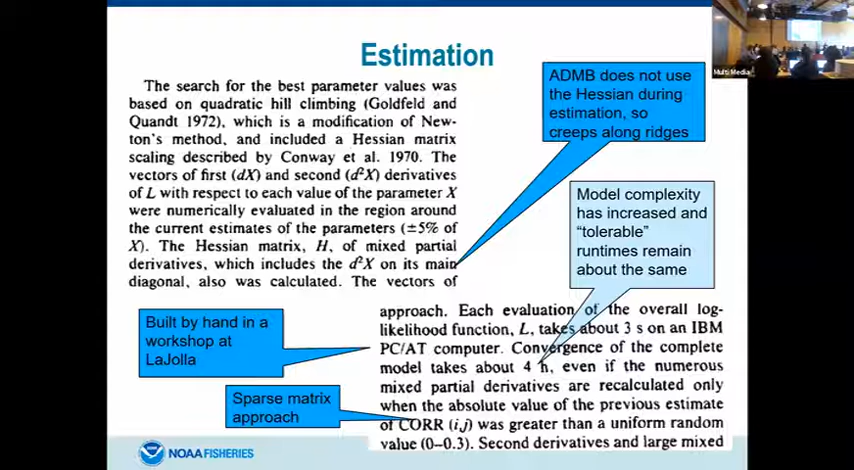 Estimation
The search for the best parameter values was
based on quadratic hill climbing (Goldfeld and
Quandt 1972), which is a modification of New-
ton's method, and included a Hessian matrix
scaling described by Conway et al. 1970. The
vectors of first (dX) and second (d²X) derivatives
of L with respect to each value of the parameter X
were numerically evaluated in the region around
the current estimates of the parameters (±5% of
X). The Hessian matrix, H, of mixed partial
derivatives, which includes the d²X on its main
diagonal, also was calculated. The vectors of
ADMB does not use
the Hessian during
estimation, so
creeps along ridges
Model complexity
has increased and
“tolerable”
runtimes remain
about the same
approach. Each evaluation of the overall log-
likelihood function, L, takes about 3 s on an IBM
PC/AT computer. Convergence of the complete
model takes about 4 h, even if the numerous
mixed partial derivatives are recalculated only
when the absolute value of the previous estimate
of CORR (i,j) was greater than a uniform random
value (0–0.3). Second derivatives and large mixed
Built by hand in a
workshop at
LaJolla
Sparse matrix
approach
NOAA FISHERIES
Multi Media